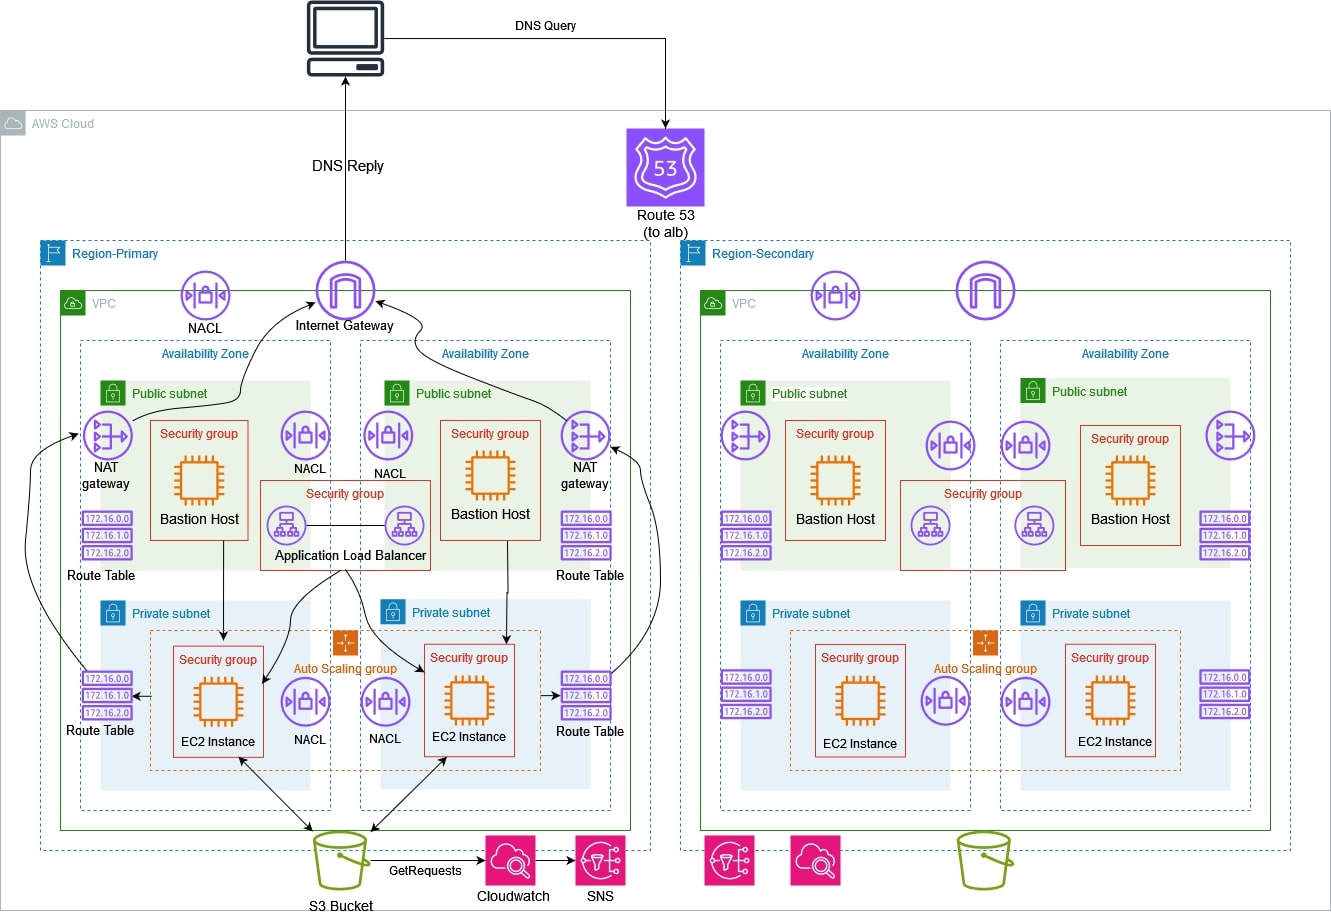 DNS Query
AWS Cloud
DNS Reply
53
Route 53
(to alb)
Region-Primary
Region-Secondary
VPC
NACL
Internet Gateway
VPC
Availability Zone
Availability Zone
Availability Zone
Availability Zone
Public subnet
Public subnet
Public subnet
Public subnet
Security group
Security group
Security group
Security group
NAT
gateway
NACL
NACL
NAT
gateway
Security group
Security group
Bastion Host
Bastion Host
Bastion Host
Bastion Host
172.16.0.0
172.16.1.0
172.16.2.0
172.16.0.0
172.16.1.0
172.16.2.0
172.16.0.0
172.16.1.0
172.16.2.0
172.16.0.0
172.16.1.0
172.16.2.0
Application Load Balancer
Route Table
Route Table
Private subnet
Private subnet
Private subnet
Private subnet
Security group
Security group
Security group
Security group
Auto Scaling group
Auto Scaling group
172.16.0.0
172.16.1.0
172.16.2.0
172.16.0.0
172.16.1.0
172.16.2.0
172.16.0.0
172.16.1.0
172.16.2.0
172.16.0.0
172.16.1.0
172.16.2.0
Route Table
EC2 Instance
NACL
NACL
EC2 Instance
Route Table
EC2 Instance
EC2 Instance
GetRequests
S3 Bucket
Cloudwatch
SNS